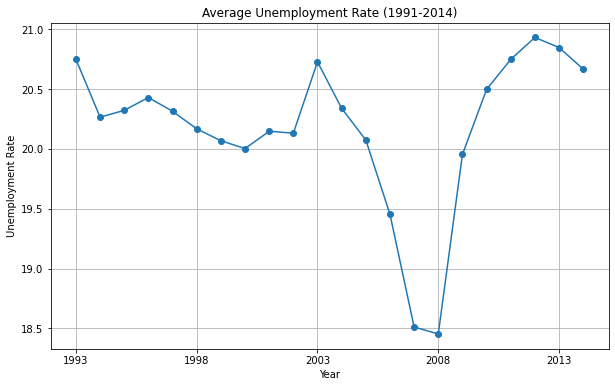 Average Unemployment Rate (1991-2014)
21.0
20.5
20.0
19.5
19.0
18.5
Unemployment Rate
1993 1998 2003 2008 2013
Year